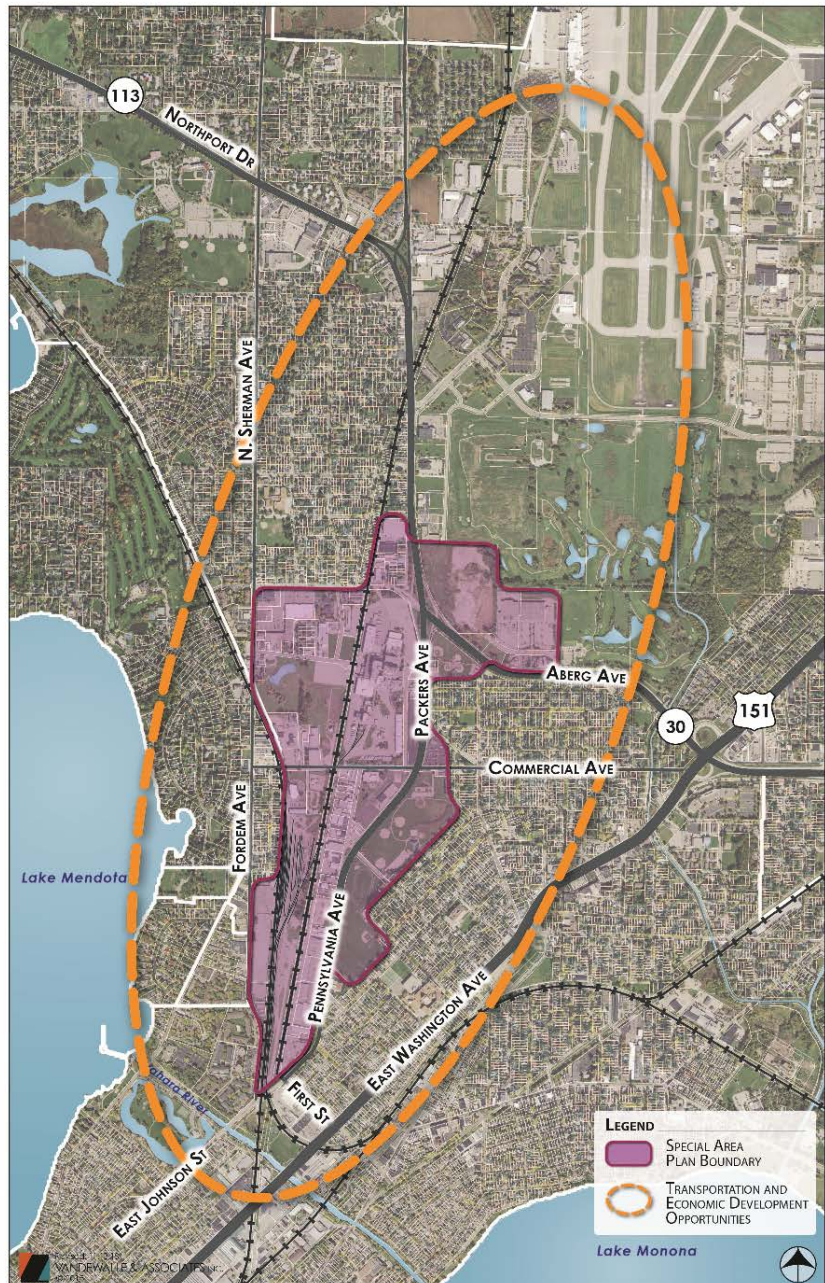 113
NORTHPORT DR
N. SHERMAN AVE
PACKERS AVE
ABERG AVE
30
151
COMMERCIAL AVE
FORDEM AVE
Lake Mendota
PENNSYLVANIA AVE
EAST WASHINGTON AVE
Yahara River
FIRST ST
EAST JOHNSON ST
LEGEND
SPECIAL AREA
PLAN BOUNDARY
TRANSPORTATION AND
ECONOMIC DEVELOPMENT
OPPORTUNITIES
Lake Monona
VANDEWALLE & ASSOCIATES INC.